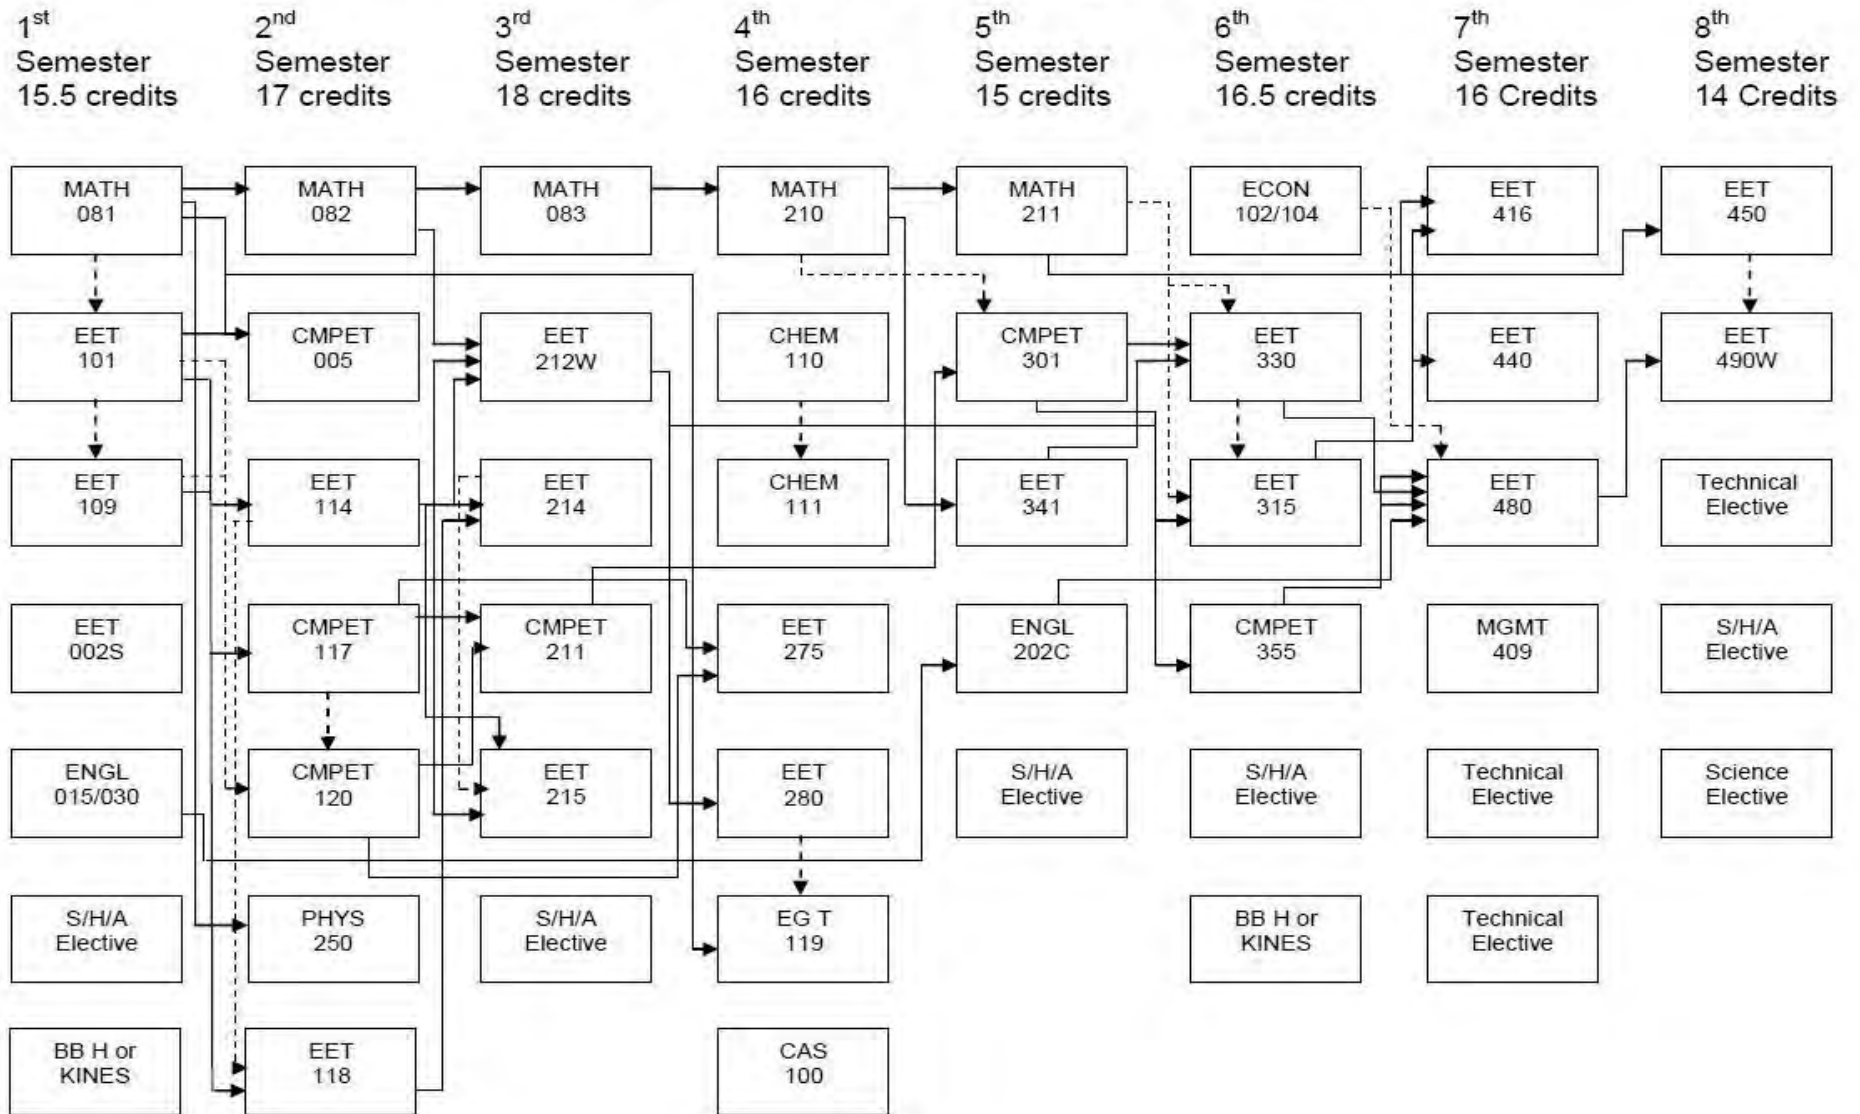 1st
Semester
15.5 credits
2nd
Semester
17 credits
3rd
Semester
18 credits
4th
Semester
16 credits
5th
Semester
15 credits
6th
Semester
16.5 credits
7th
Semester
16 Credits
8th
Semester
14 Credits
MATH
081
MATH
082
MATH
083
MATH
210
MATH
211
ECON
102/104
EET
416
EET
450
EET
101
CMPET
005
EET
212W
CHEM
110
CMPET
301
EET
330
EET
440
EET
490W
EET
109
EET
114
EET
214
CHEM
111
EET
341
EET
315
EET
480
Technical
Elective
EET
002S
CMPET
117
CMPET
211
EET
275
ENGL
202C
CMPET
355
MGMT
409
S/H/A
Elective
ENGL
015/030
CMPET
120
EET
215
EET
280
S/H/A
Elective
S/H/A
Elective
Technical
Elective
Science
Elective
S/H/A
Elective
PHYS
250
S/H/A
Elective
EG T
119
BB H or
KINES
Technical
Elective
BB H or
KINES
EET
118
CAS
100